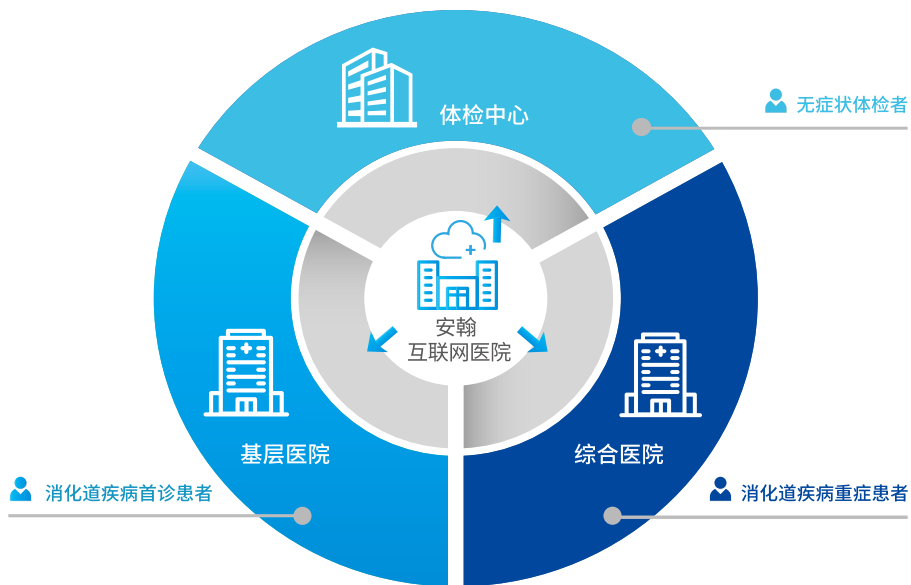 体检中心
无症状体检者
安翰
互联网医院
基层医院
综合医院
消化道疾病首诊患者
消化道疾病重症患者